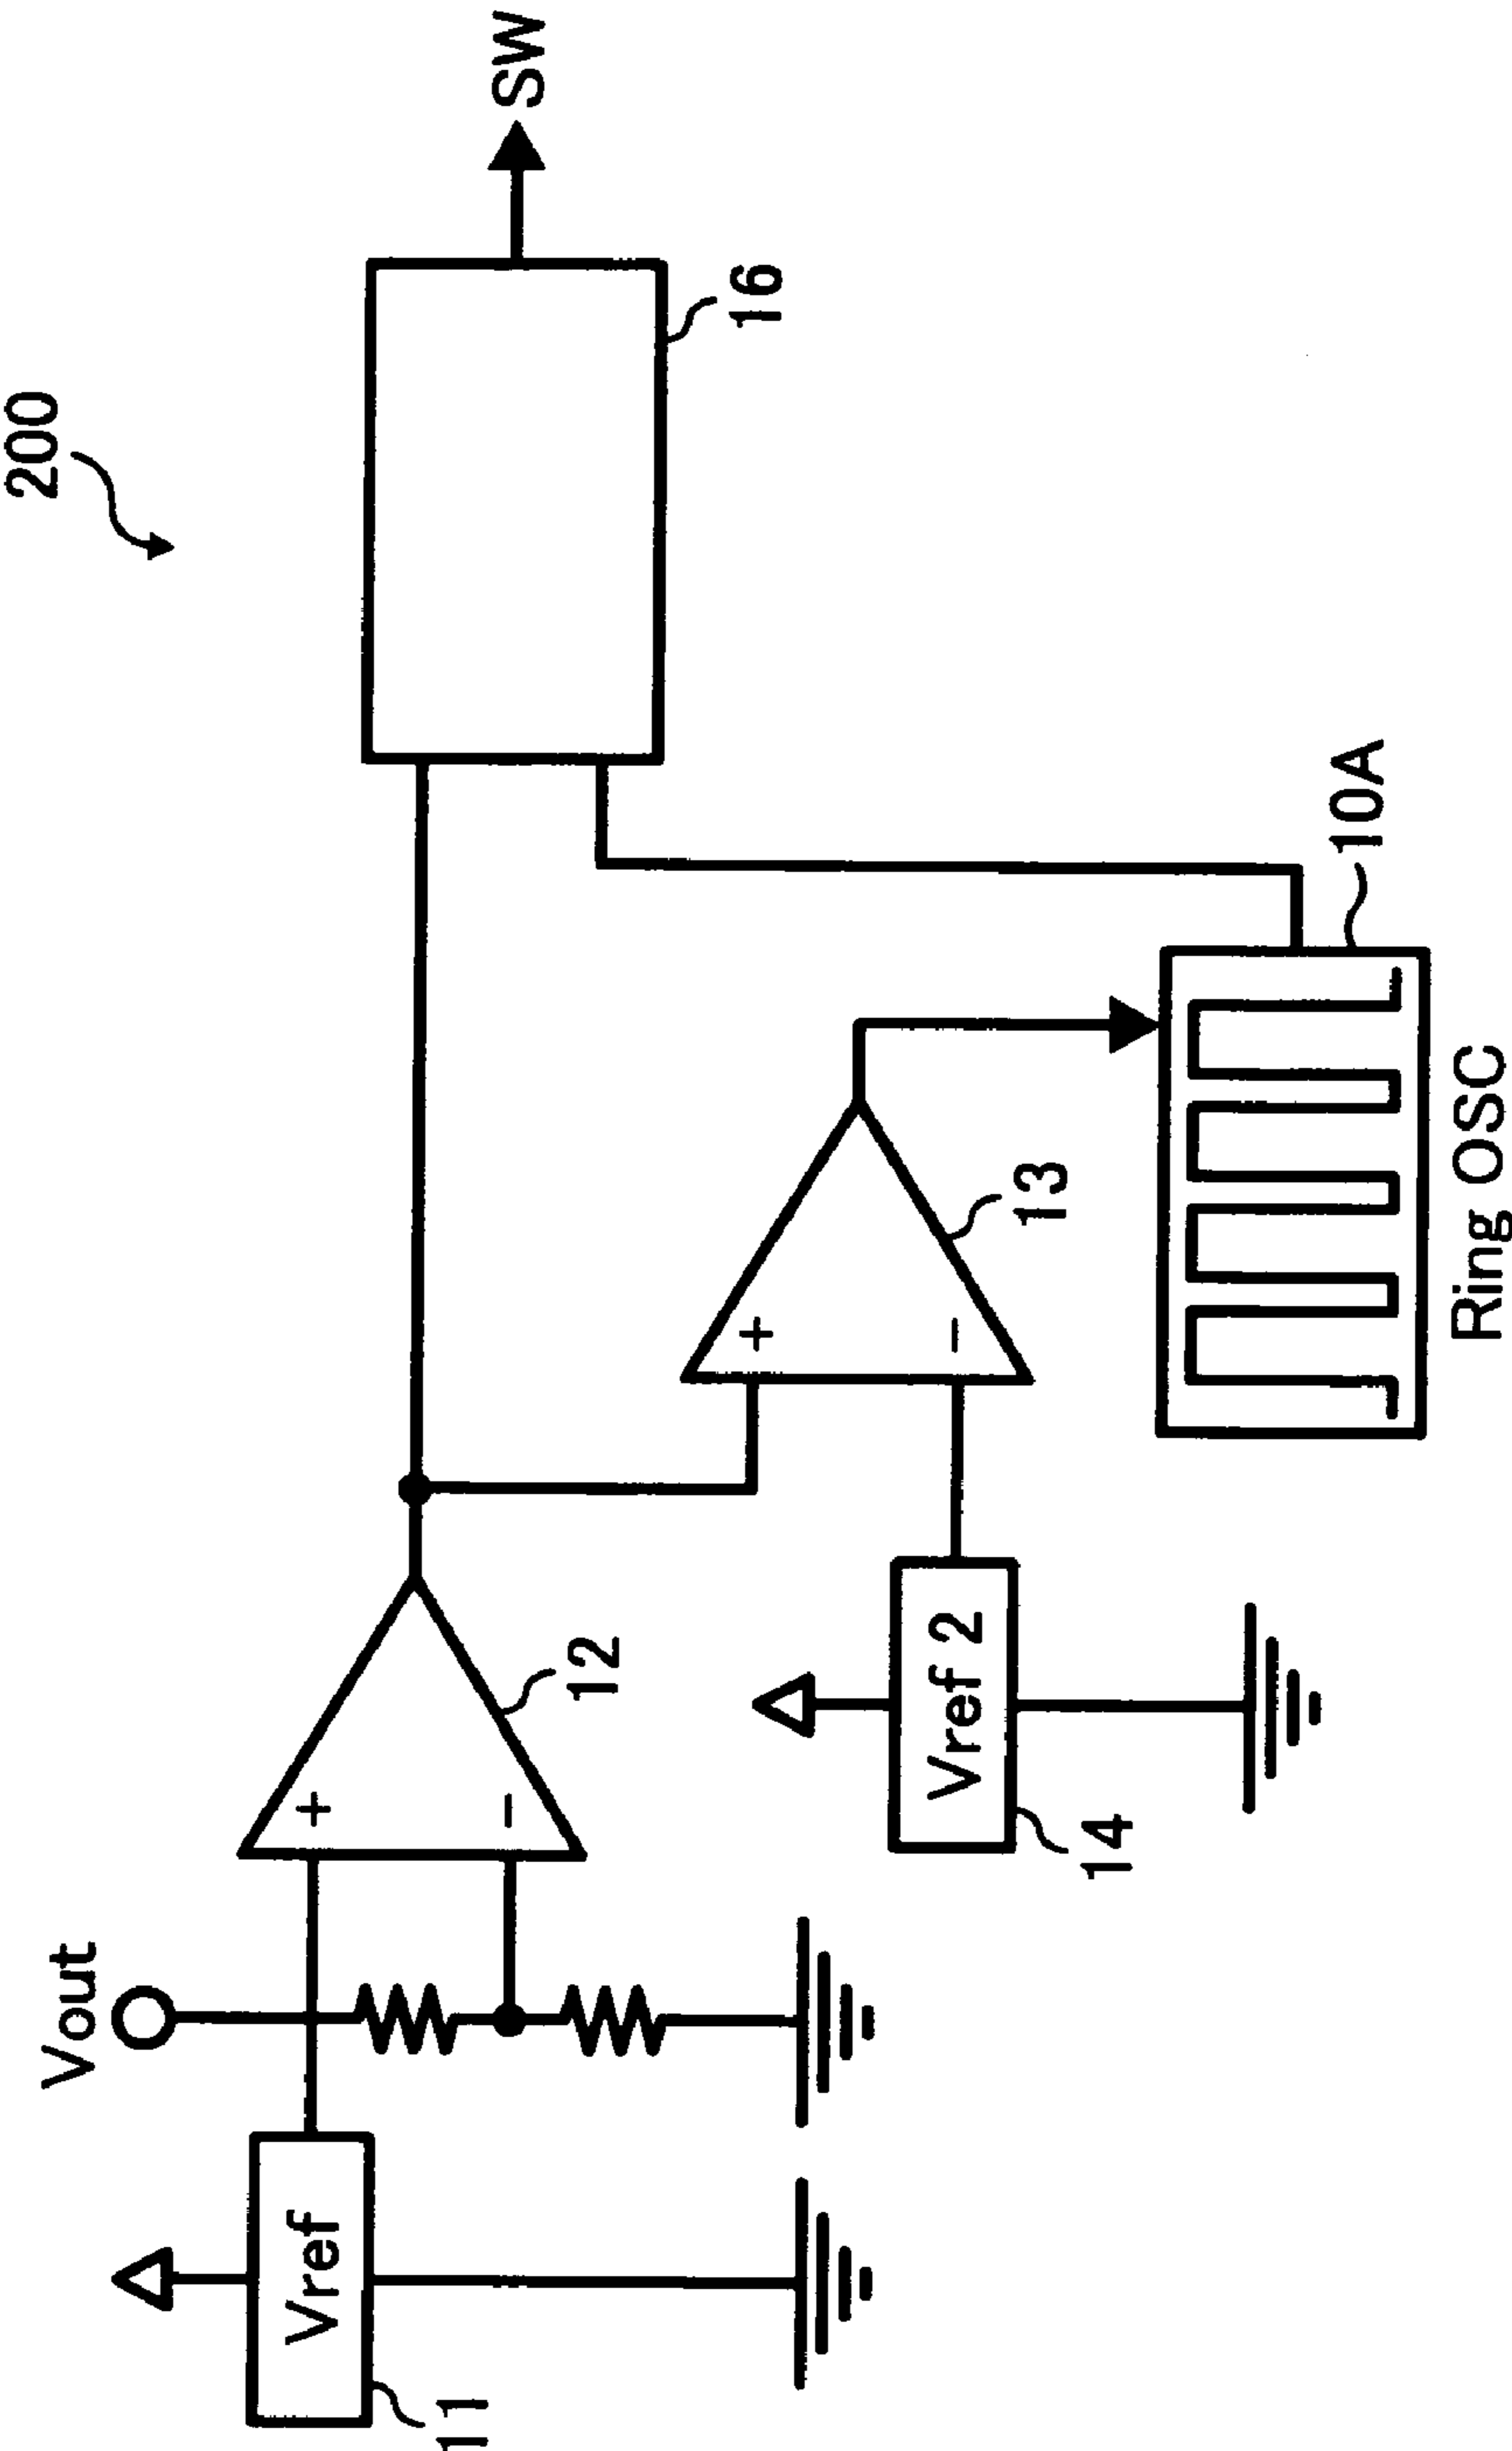 200
SW
16
Vout
+
−
12
Vref
11
+
−
13
Vref 2
14
10A
Ring OSC